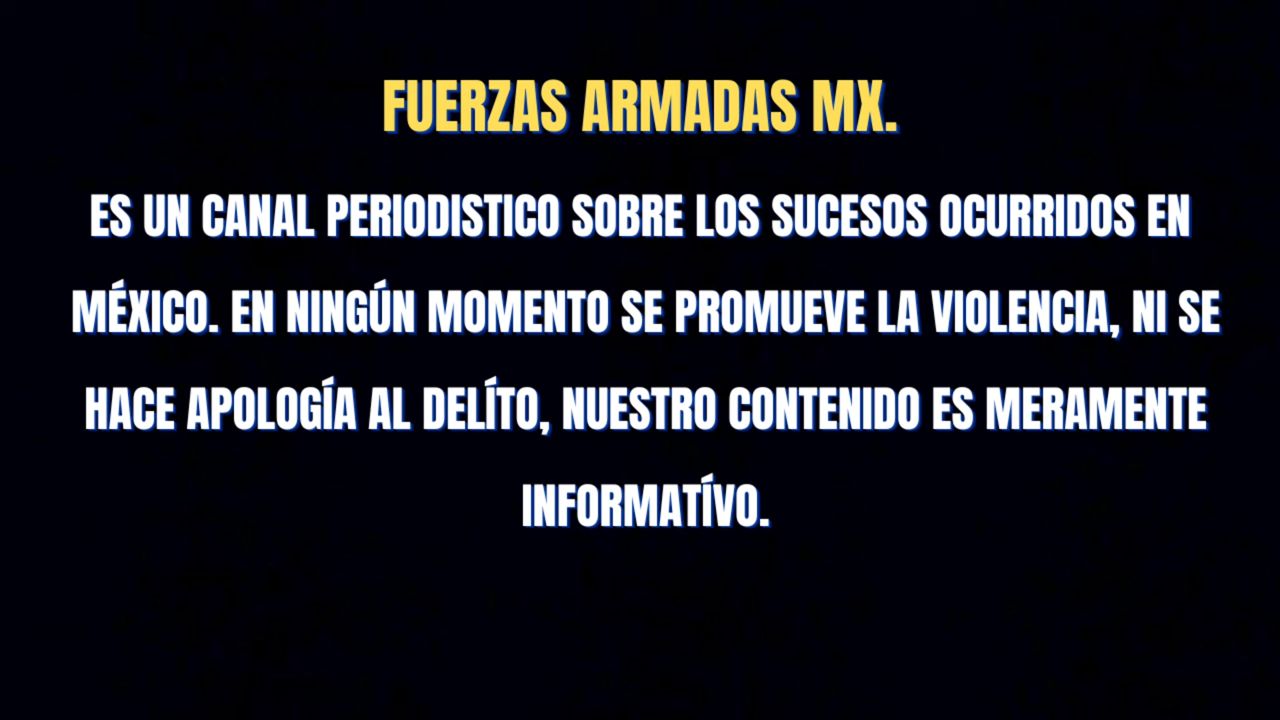 FUERZAS ARMADAS MX.
ES UN CANAL PERIODISTICO SOBRE LOS SUCESOS OCURRIDOS EN
MÉXICO. EN NINGÚN MOMENTO SE PROMUEVE LA VIOLENCIA, NI SE
HACE APOLOGÍA AL DELÍTO, NUESTRO CONTENIDO ES MERAMENTE
INFORMATÍVO.